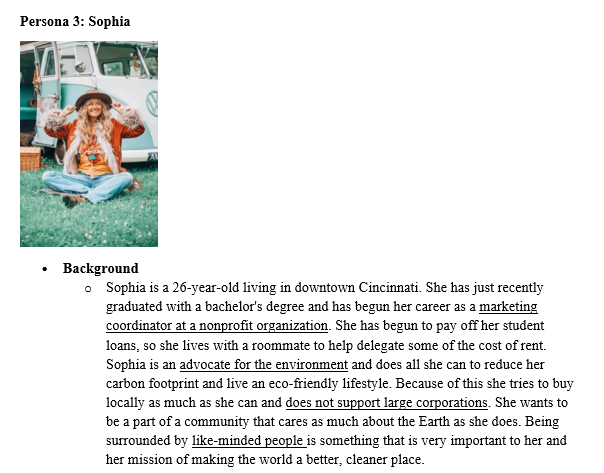 Persona 3: Sophia
• Background
o Sophia is a 26-year-old living in downtown Cincinnati. She has just recently
graduated with a bachelor's degree and has begun her career as a marketing
coordinator at a nonprofit organization. She has begun to pay off her student
loans, so she lives with a roommate to help delegate some of the cost of rent.
Sophia is an advocate for the environment and does all she can to reduce her
carbon footprint and live an eco-friendly lifestyle. Because of this she tries to buy
locally as much as she can and does not support large corporations. She wants to
be a part of a community that cares as much about the Earth as she does. Being
surrounded by like-minded people is something that is very important to her and
her mission of making the world a better, cleaner place.